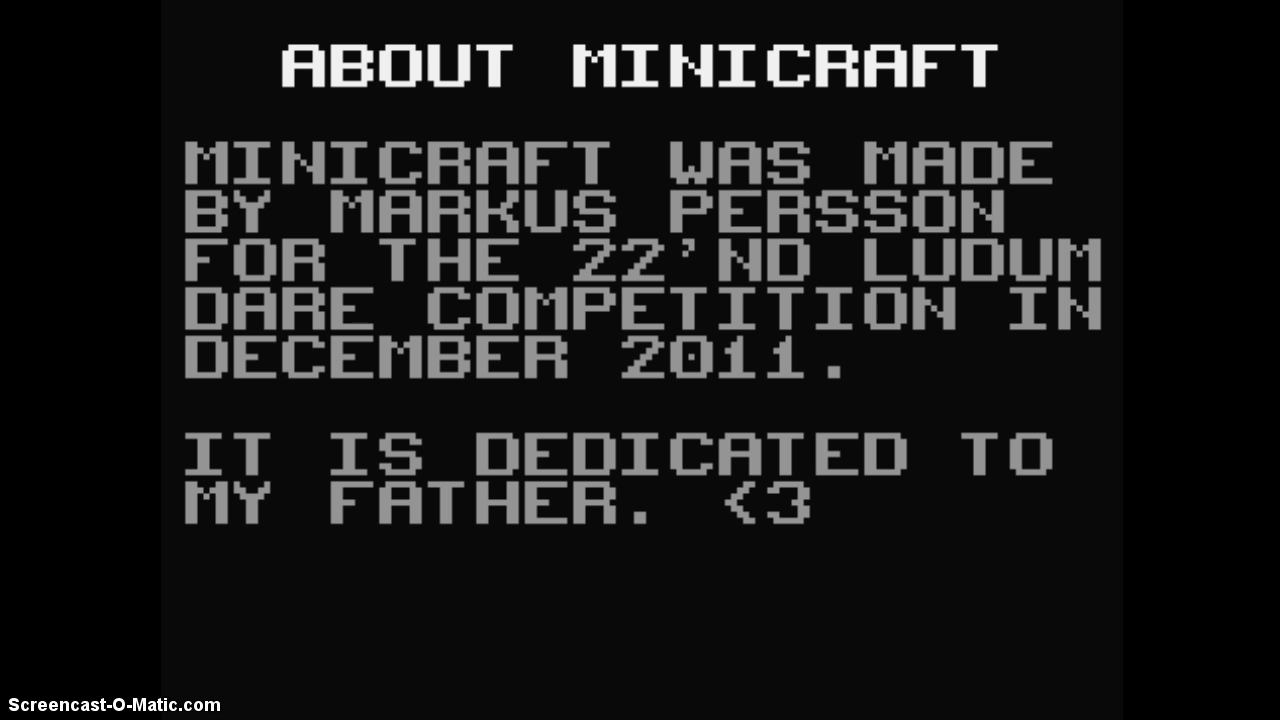 ABOUT MINICRAFT
MINICRAFT WAS MADE
BY MARKUS PERSSON
FOR THE 22'ND LUDUM
DARE COMPETITION IN
DECEMBER 2011.
IT IS DEDICATED TO
MY FATHER. <3
Screencast-O-Matic.com